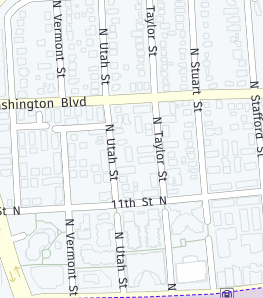 N Vermont St
N Utah St
Taylor St
N Stuart St
N Stafford St
ashington Blvd
N Utah St
N Taylor St
11th St N
St N
N Vermont St
N Utah St
N